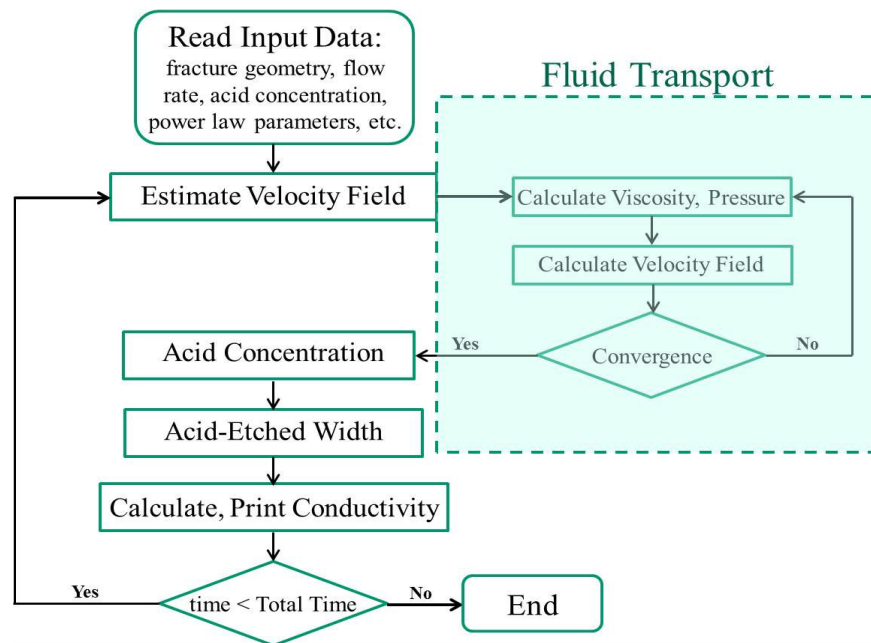 Read Input Data:
fracture geometry, flow
rate, acid concentration,
power law parameters, etc.
Fluid Transport
Estimate Velocity Field
Calculate Viscosity, Pressure
Calculate Velocity Field
Convergence
Yes
No
Acid Concentration
Acid-Etched Width
Calculate, Print Conductivity
time < Total Time
Yes
No
End